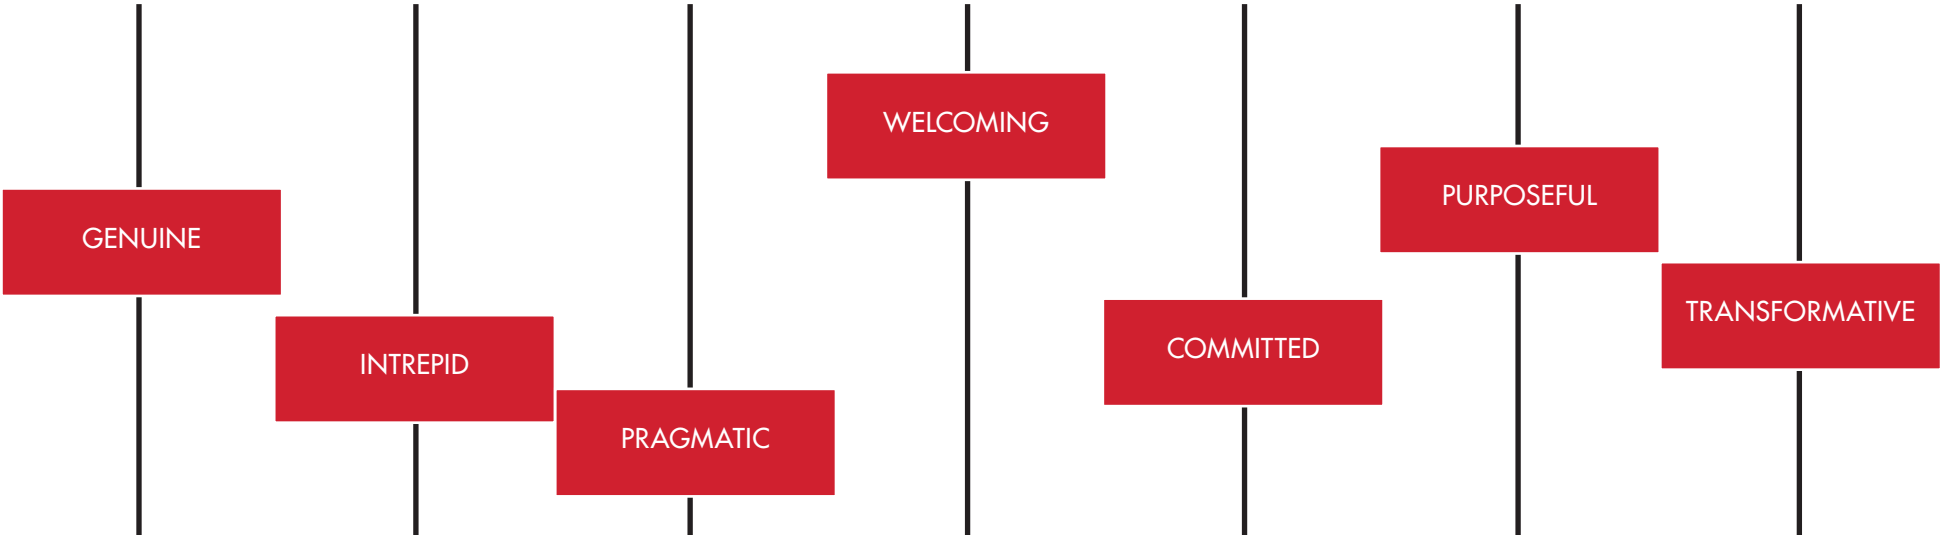 GENUINE
INTREPID
PRAGMATIC
WELCOMING
COMMITTED
PURPOSEFUL
TRANSFORMATIVE